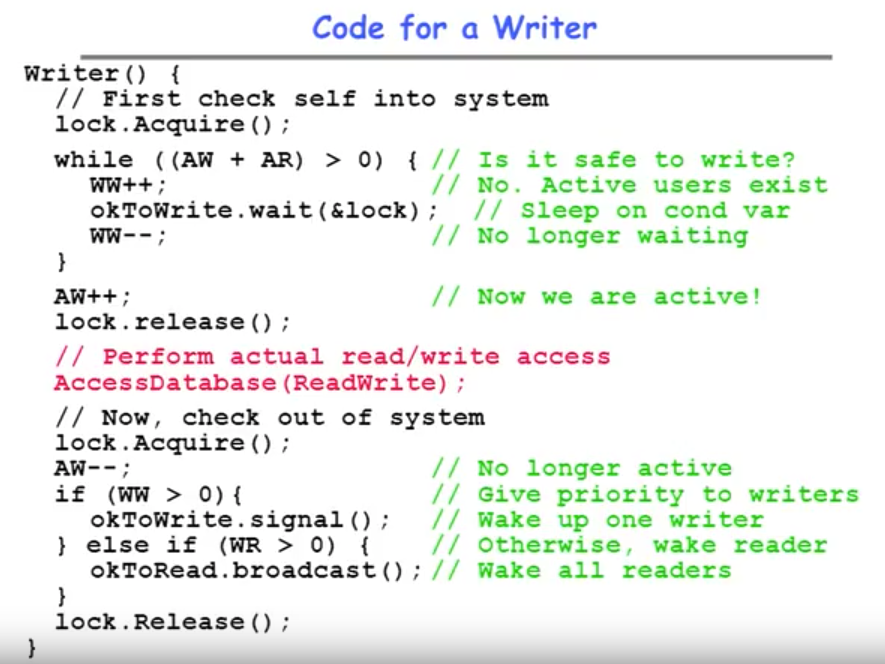 Code for a Writer
Writer() {
// First check self into system
lock.Acquire();
while ((AW + AR) > 0) { // Is it safe to write?
WW++; // No. Active users exist
okToWrite.wait(&lock); // Sleep on cond var
WW--; // No longer waiting
}
AW++; // Now we are active!
lock.release();
// Perform actual read/write access
AccessDatabase(ReadWrite);
// Now, check out of system
lock.Acquire();
AW--; // No longer active
if (WW > 0){ // Give priority to writers
okToWrite.signal(); // Wake up one writer
} else if (WR > 0) { // Otherwise, wake reader
okToRead.broadcast(); // Wake all readers
}
lock.Release();
}